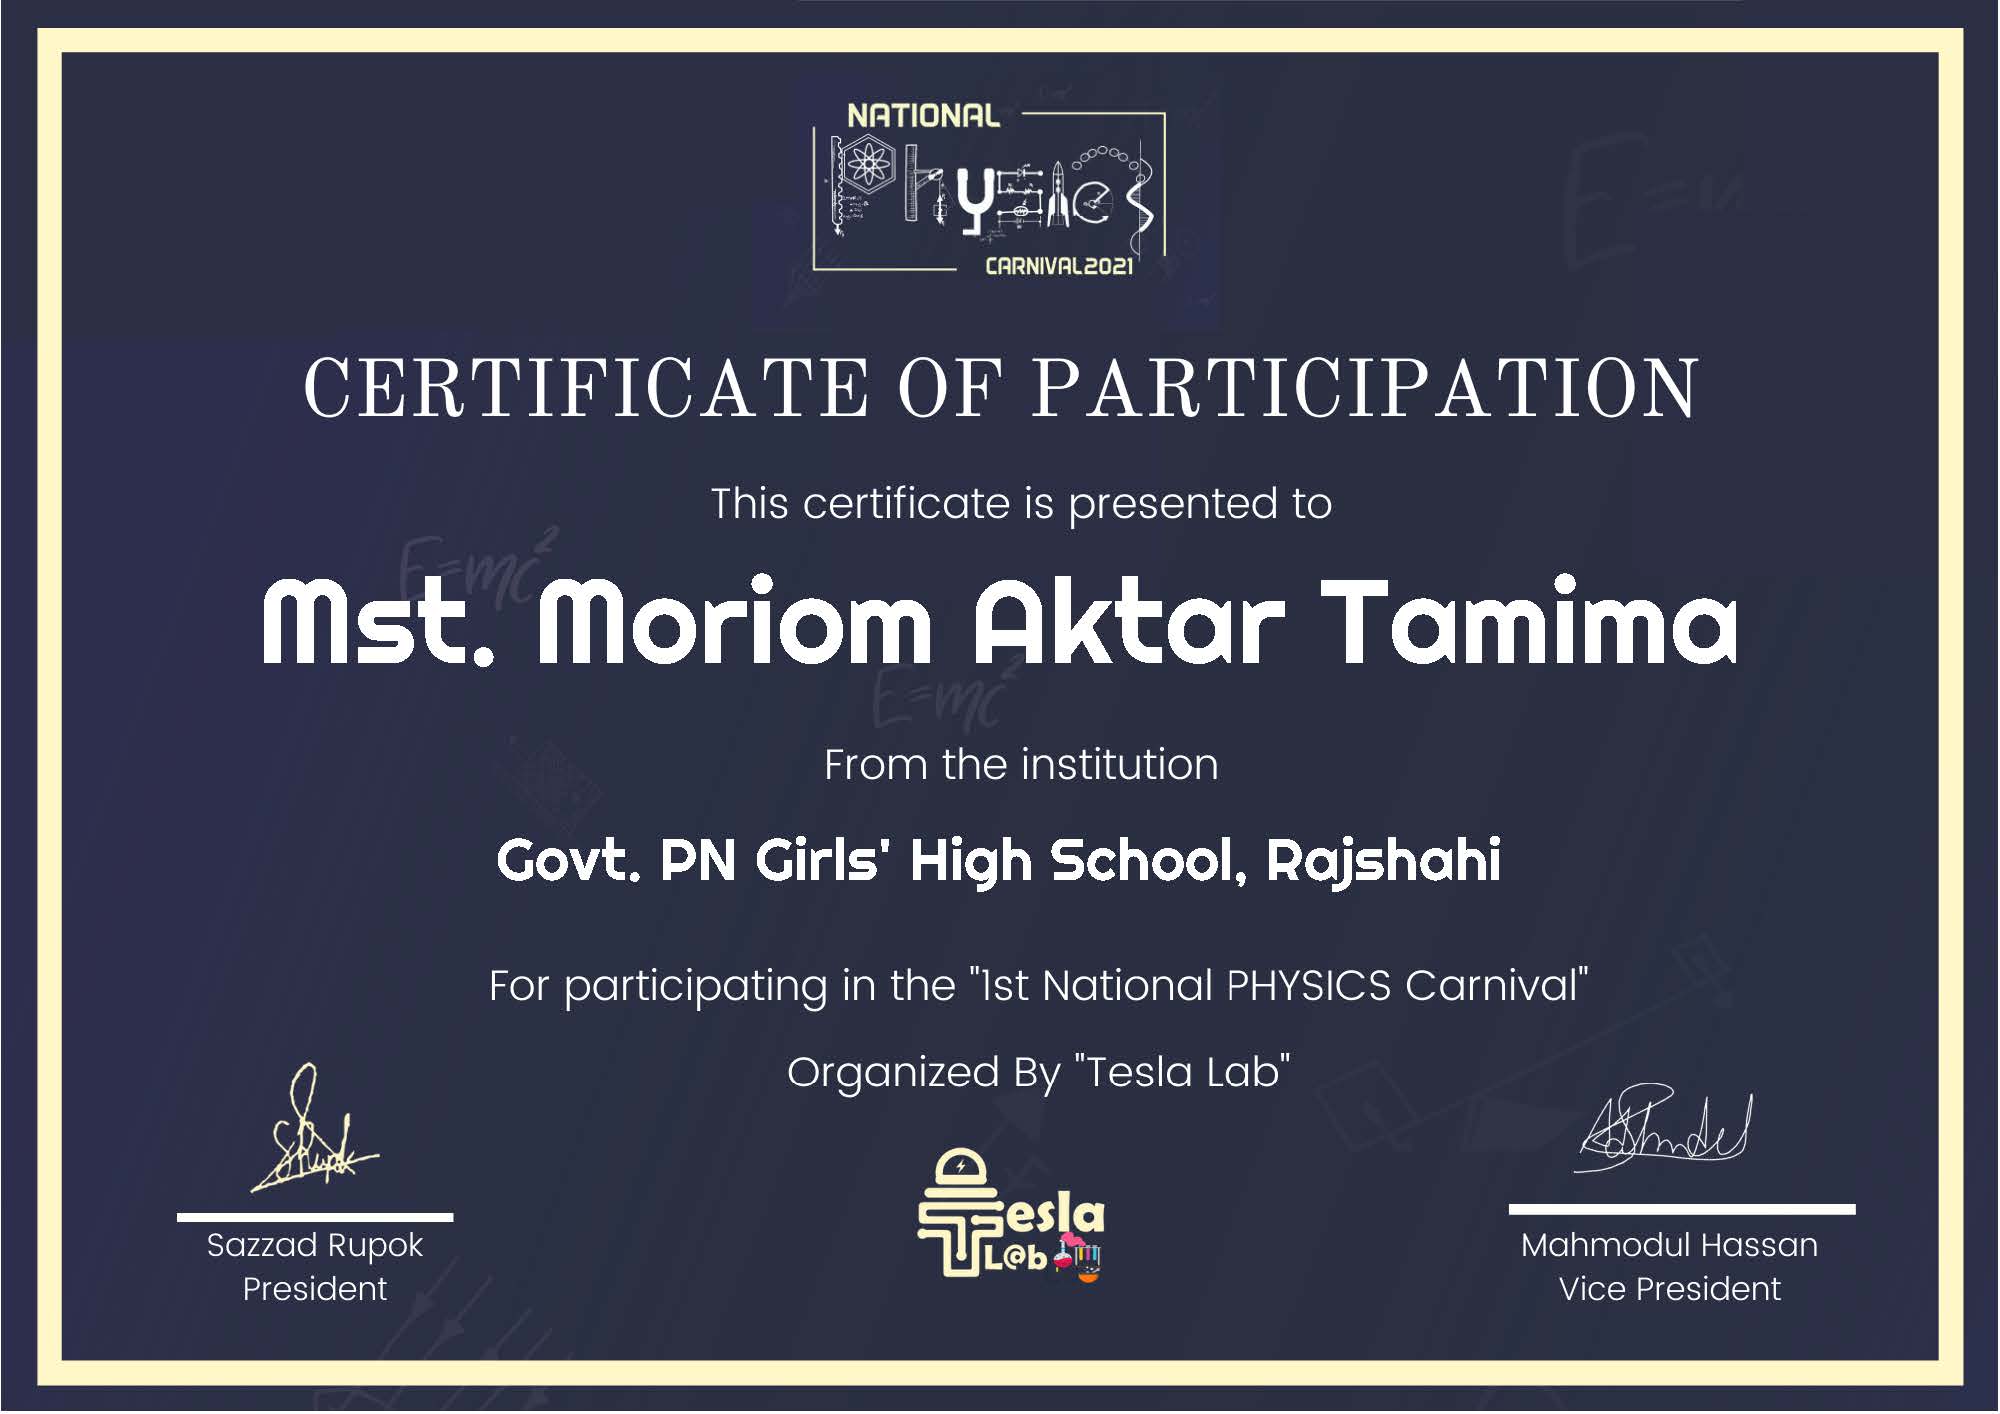 NATIONAL
Physics
CARNIVAL2021
CERTIFICATE OF PARTICIPATION
This certificate is presented to
E=mc²
Mst. Moriom Aktar Tamima
E=mc²
From the institution
Govt. PN Girls' High School, Rajshahi
For participating in the "1st National PHYSICS Carnival"
Organized By "Tesla Lab"
Tesla
L@b
Sazzad Rupok
President
Mahmodul Hassan
Vice President